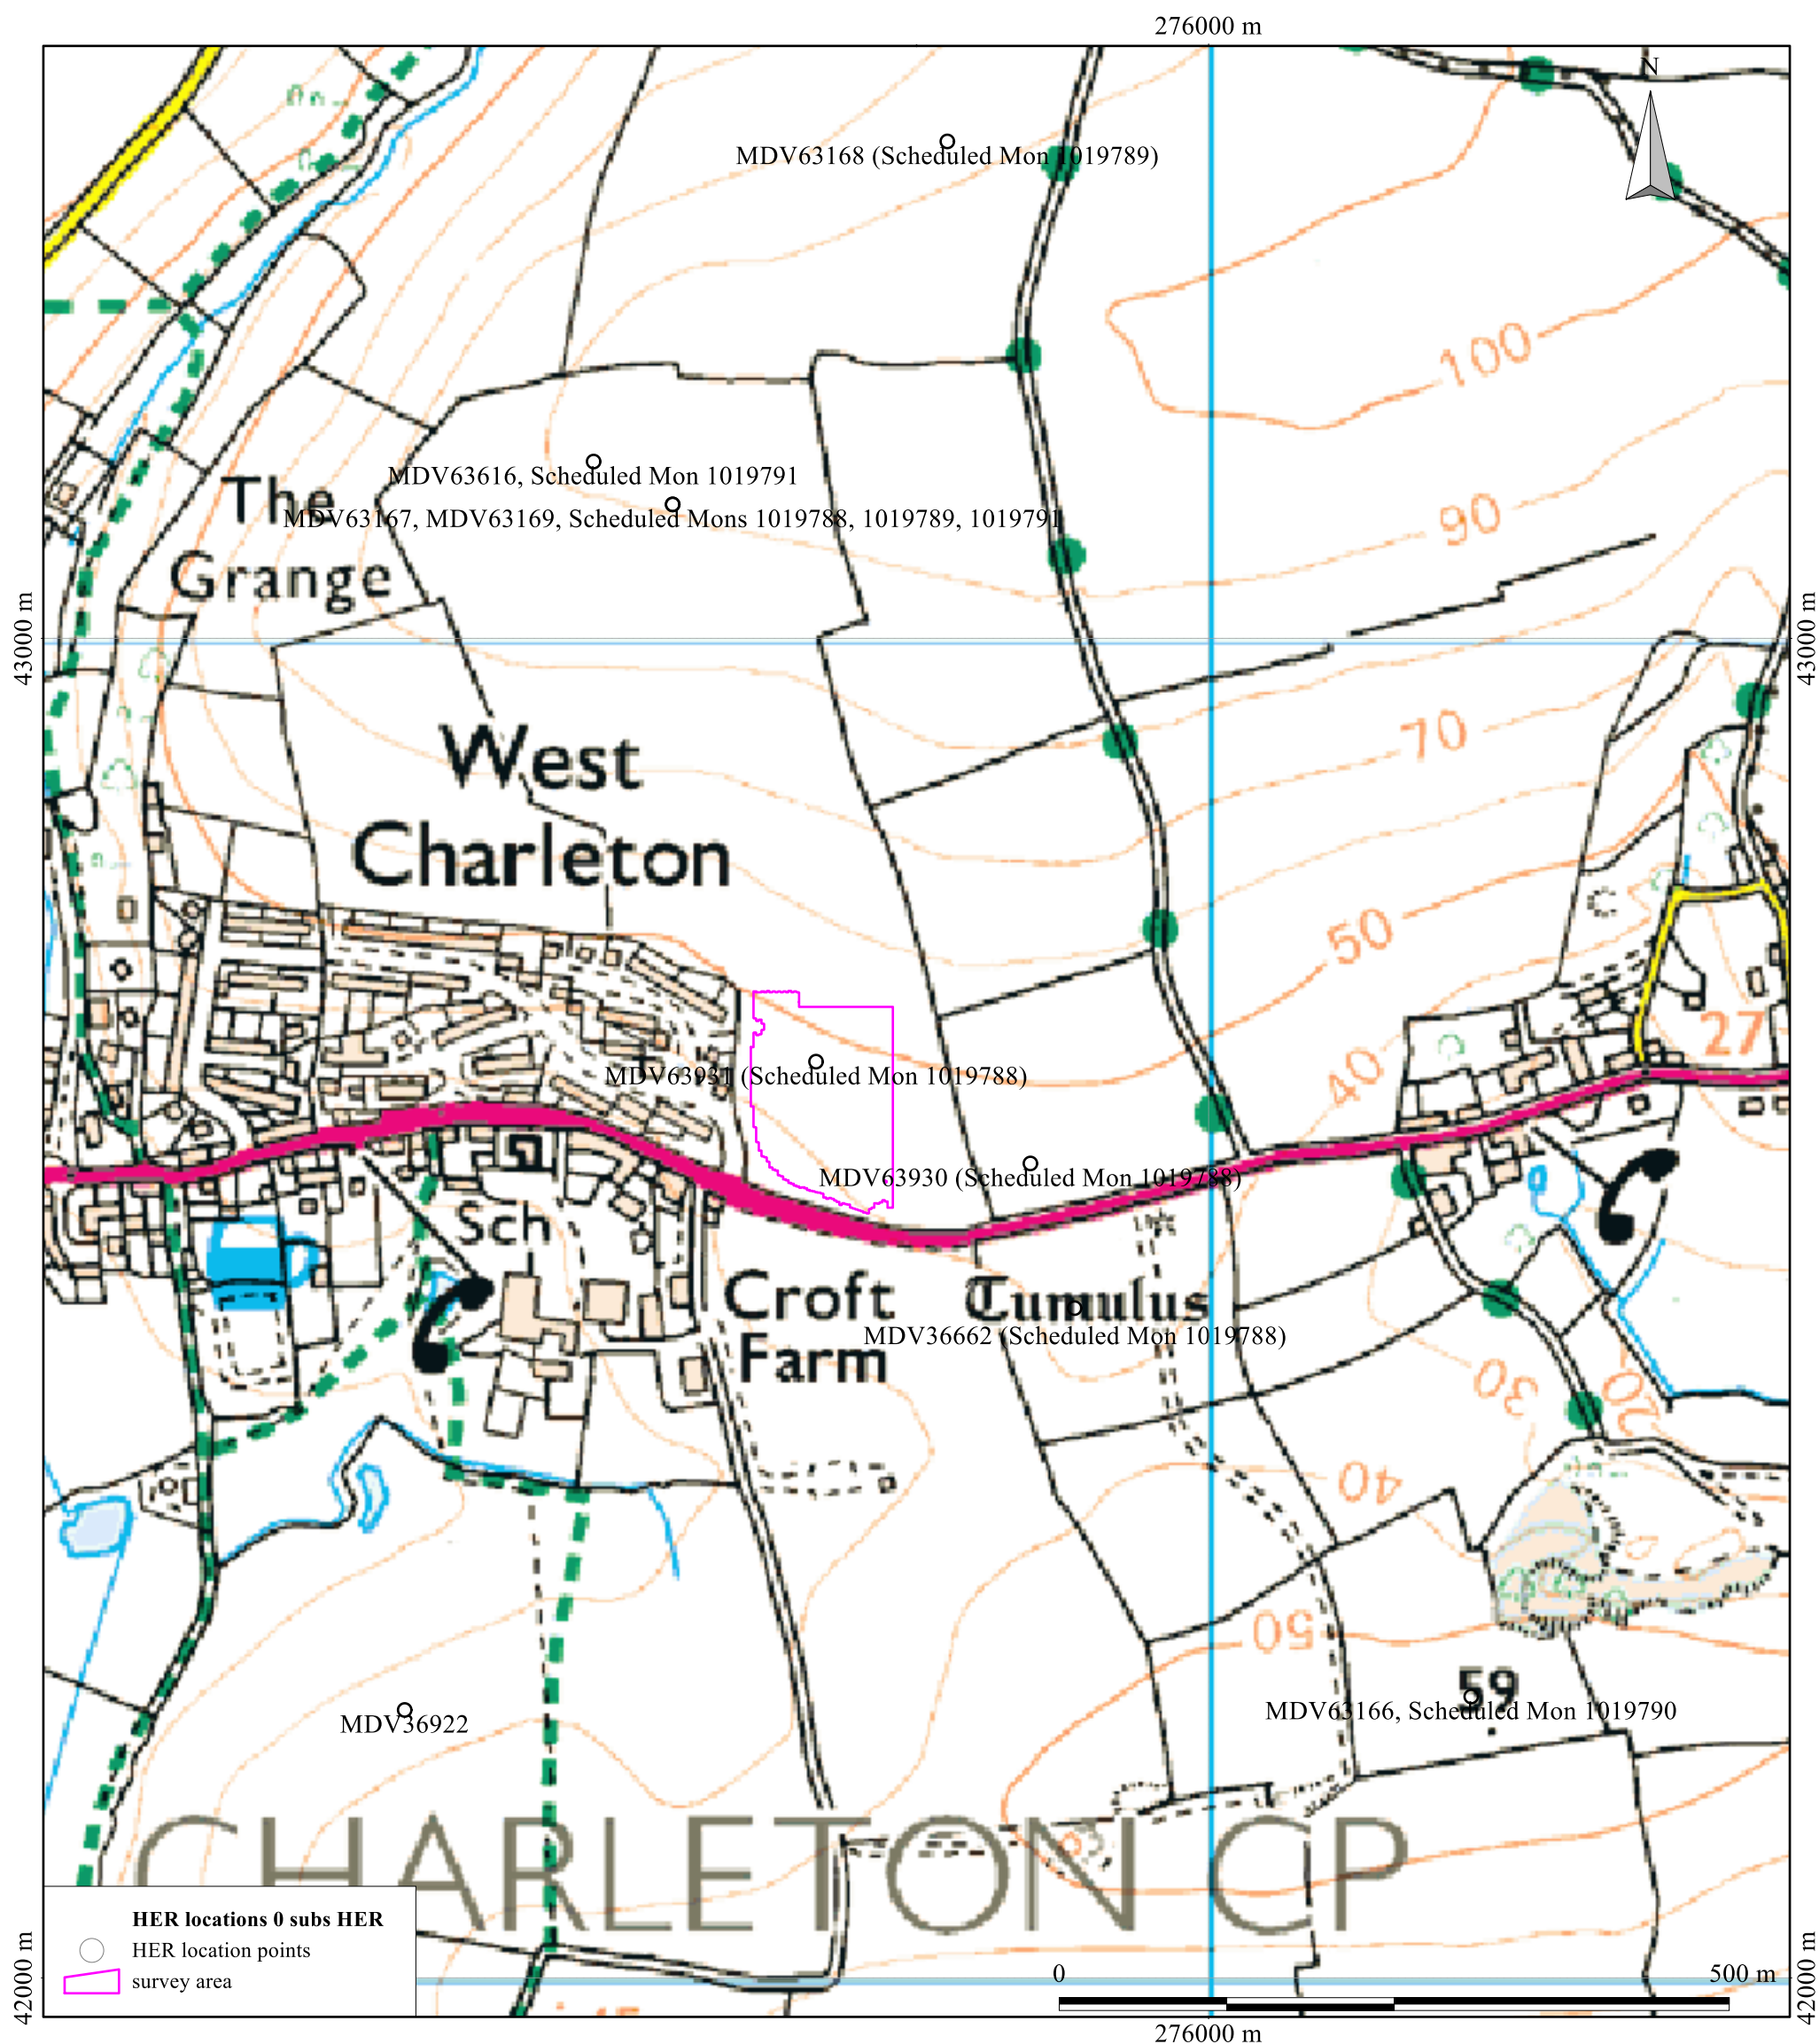 276000 m
N
MDV63168 (Scheduled Mon 1019789)
100
MDV63616, Scheduled Mon 1019791
The
MDV63167, MDV63169, Scheduled Mons 1019788, 1019789, 1019791
90
Grange
43000 m
43000 m
70
West
Charleton
50
27
40
MDV63931 (Scheduled Mon 1019788)
MDV63930 (Scheduled Mon 1019788)
Sch
Croft
Tumulus
MDV36662 (Scheduled Mon 1019788)
Farm
30
20
40
50
59
MDV36922
MDV63166, Scheduled Mon 1019790
CHARLETON CP
HER locations 0 subs HER
HER location points
survey area
0
500 m
42000 m
42000 m
276000 m